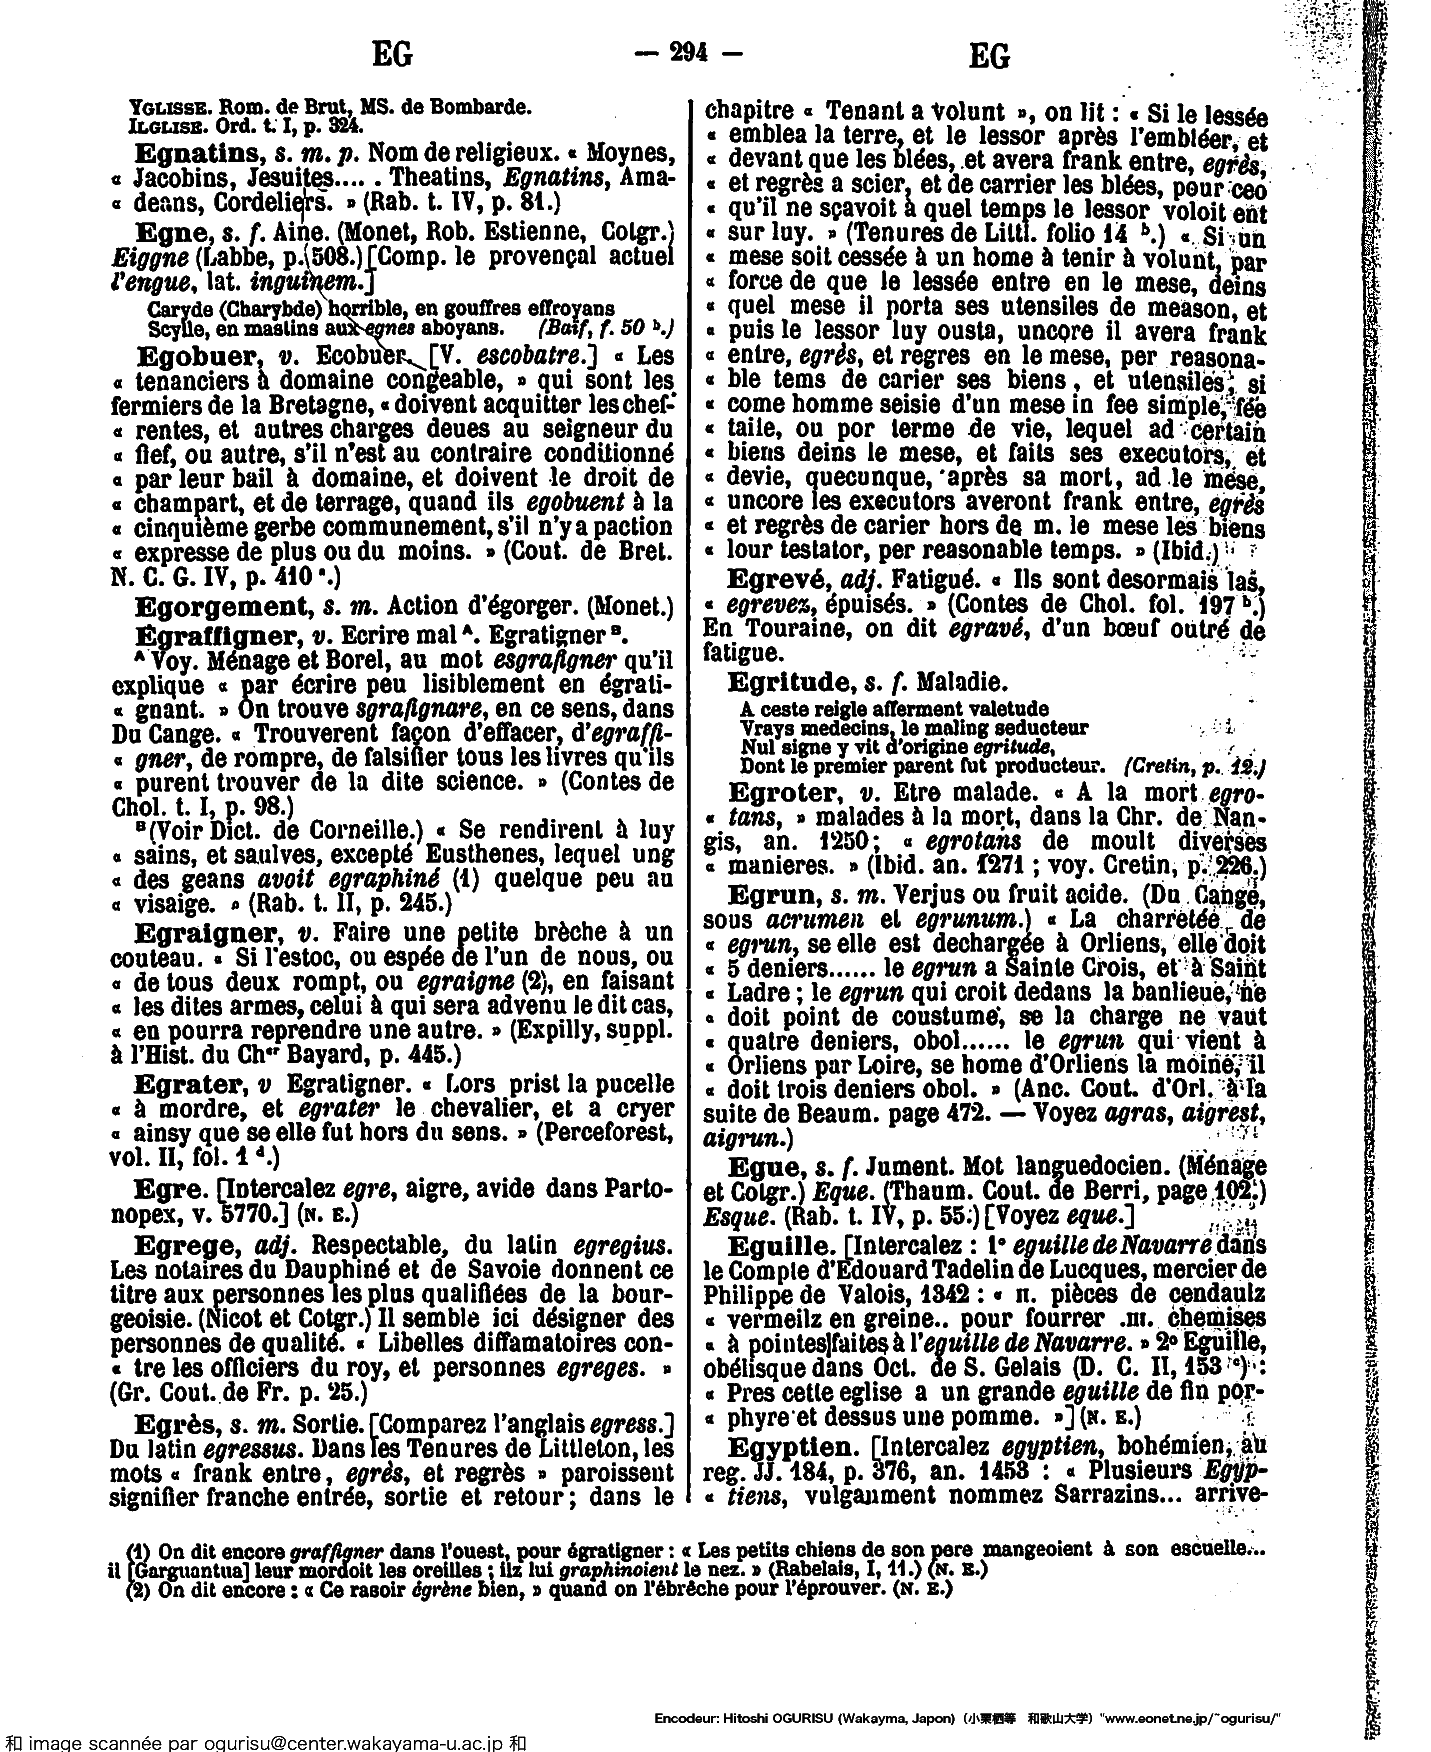 EG
— 294 —
EG
YGLISSE. Rom. de Brut, MS. de Bombarde.
ILGLISE. Ord. t. I, p. 324.
Egnatins, s. m. p. Nom de religieux. « Moynes,
« Jacobins, Jesuites.... . Theatins, Egnatins, Ama-
« deans, Cordeliers. » (Rab. t. IV, p. 81.)
Egne, s. f. Aine. (Monet, Rob. Estienne, Cotgr.)
Eiggne (Labbe, p. 508.) [Comp. le provençal actuel
l'engue, lat. inguinem.]
Caryde (Charybde) horrible, en gouffres effroyans
Scylle, en mastins aux egnes aboyans. (Baïf, f. 50 b.)
Egobuer, v. Ecobuer. [V. escobatre.] « Les
« tenanciers à domaine congeable, » qui sont les
fermiers de la Bretagne, « doivent acquitter les chef-
« rentes, et autres charges deues au seigneur du
« fief, ou autre, s'il n'est au contraire conditionné
« par leur bail à domaine, et doivent le droit de
« champart, et de terrage, quand ils egobuent à la
« cinquième gerbe communement, s'il n'y a paction
« expresse de plus ou du moins. » (Cout. de Bret.
N. C. G. IV, p. 410 a.)
Egorgement, s. m. Action d'égorger. (Monet.)
Egraffigner, v. Ecrire mal A. Egratigner B.
A Voy. Ménage et Borel, au mot esgrafigner qu'il
explique « par écrire peu lisiblement en égrati-
« gnant. » On trouve sgrafignare, en ce sens, dans
Du Cange. « Trouverent façon d'effacer, d'egraffi-
« gner, de rompre, de falsifier tous les livres qu'ils
« purent trouver de la dite science. » (Contes de
Chol. t. I, p. 98.)
B (Voir Dict. de Corneille.) « Se rendirent à luy
« sains, et saulves, excepté Eusthenes, lequel ung
« des geans avoit egraphiné (1) quelque peu au
« visaige. » (Rab. t. II, p. 245.)
Egraigner, v. Faire une petite brèche à un
couteau. « Si l'estoc, ou espée de l'un de nous, ou
« de tous deux rompt, ou egraigne (2), en faisant
« les dites armes, celui à qui sera advenu le dit cas,
« en pourra reprendre une autre. » (Expilly, suppl.
à l'Hist. du Cher Bayard, p. 445.)
Egrater, v Egratigner. « Lors prist la pucelle
« à mordre, et egrater le chevalier, et a cryer
« ainsy que se elle fut hors du sens. » (Perceforest,
vol. II, fol. 1 d.)
Egre. [Intercalez egre, aigre, avide dans Parto-
nopex, v. 5770.] (N. E.)
Egrege, adj. Respectable, du latin egregius.
Les notaires du Dauphiné et de Savoie donnent ce
titre aux personnes les plus qualifiées de la bour-
geoisie. (Nicot et Cotgr.) Il semble ici désigner des
personnes de qualité. « Libelles diffamatoires con-
« tre les officiers du roy, et personnes egreges. »
(Gr. Cout. de Fr. p. 25.)
Egrès, s. m. Sortie. [Comparez l'anglais egress.]
Du latin egressus. Dans les Tenures de Littleton, les
mots « frank entre, egrès, et regrès » paroissent
signifier franche entrée, sortie et retour ; dans le
chapitre « Tenant a volunt », on lit : « Si le lessée
« emblea la terre, et le lessor après l'embléer, et
« devant que les blées, et avera frank entre, egrès,
« et regrès a scier, et de carrier les blées, pour ceo
« qu'il ne sçavoit à quel temps le lessor voloit ent
« sur luy. » (Tenures de Littl. folio 14 b.) « Si un
« mese soit cessée à un home à tenir à volunt, par
« force de que le lessée entre en le mese, deins
« quel mese il porta ses utensiles de meason, et
« puis le lessor luy ousta, uncore il avera frank
« entre, egrès, et regres en le mese, per reasona-
« ble tems de carier ses biens, et utensiles, si
« come homme seisie d'un mese in fee simple, fée
« taile, ou por terme de vie, lequel ad certain
« biens deins le mese, et faits ses executors, et
« devie, quecunque, après sa mort, ad le mese,
« uncore les executors averont frank entre, egrès
« et regrès de carier hors de m. le mese les biens
« lour testator, per reasonable temps. » (Ibid.)
Egrevé, adj. Fatigué. « Ils sont desormais las,
« egrevez, épuisés. » (Contes de Chol. fol. 197 b.)
En Touraine, on dit egravé, d'un bœuf outré de
fatigue.
Egritude, s. f. Maladie.
A ceste reigle afferment valetude
Vrays medecins, le maling seducteur
Nul signe y vit d'origine egritude,
Dont le premier parent fut producteur. (Cretin, p. 12.)
Egroter, v. Etre malade. « A la mort egro-
« tans, » malades à la mort, dans la Chr. de Nan-
gis, an. 1250 ; « egrotans de moult diverses
« manieres. » (Ibid. an. 1271 ; voy. Cretin, p. 226.)
Egrun, s. m. Verjus ou fruit acide. (Du Cange,
sous acrumen et egrunum.) « La charretée de
« egrun, se elle est dechargée à Orliens, elle doit
« 5 deniers...... le egrun a Sainte Crois, et à Saint
« Ladre ; le egrun qui croit dedans la banlieue, ne
« doit point de coustume, se la charge ne vaut
« quatre deniers, obol...... le egrun qui vient à
« Orliens par Loire, se home d'Orliens la moine, il
« doit trois deniers obol. » (Anc. Cout. d'Orl. à la
suite de Beaum. page 472. — Voyez agras, aigrest,
aigrun.)
Egue, s. f. Jument. Mot languedocien. (Ménage
et Cotgr.) Eque. (Thaum. Cout. de Berri, page 102.)
Esque. (Rab. t. IV, p. 55.) [Voyez eque.]
Eguille. [Intercalez : 1° eguille de Navarre dans
le Compte d'Edouard Tadelin de Lucques, mercier de
Philippe de Valois, 1342 : « II. pièces de cendaulz
« vermeilz en greine.. pour fourrer .III. chemises
« à pointes faites à l'eguille de Navarre. » 2° Eguille,
obélisque dans Oct. de S. Gelais (D. C. II, 153 c) :
« Pres cette eglise a un grande eguille de fin por-
« phyre et dessus une pomme. »] (N. E.)
Egyptien. [Intercalez egyptien, bohémien, au
reg. JJ. 184, p. 376, an. 1453 : « Plusieurs Egyp-
« tiens, vulgaument nommez Sarrazins... arrive-
(1) On dit encore graffigner dans l'ouest, pour égratigner : « Les petits chiens de son pere mangeoient à son escuelle...
il [Garguantua] leur mordoit les oreilles ; ilz lui graphinoient le nez. » (Rabelais, I, 11.) (N. E.)
(2) On dit encore : « Ce rasoir égrène bien, » quand on l'ébrêche pour l'éprouver. (N. E.)
Encodeur: Hitoshi OGURISU (Wakayma, Japon)（小栗栖等　和歌山大学）"www.eonet.ne.jp/~ogurisu/"
和 image scannée par ogurisu@center.wakayama-u.ac.jp 和